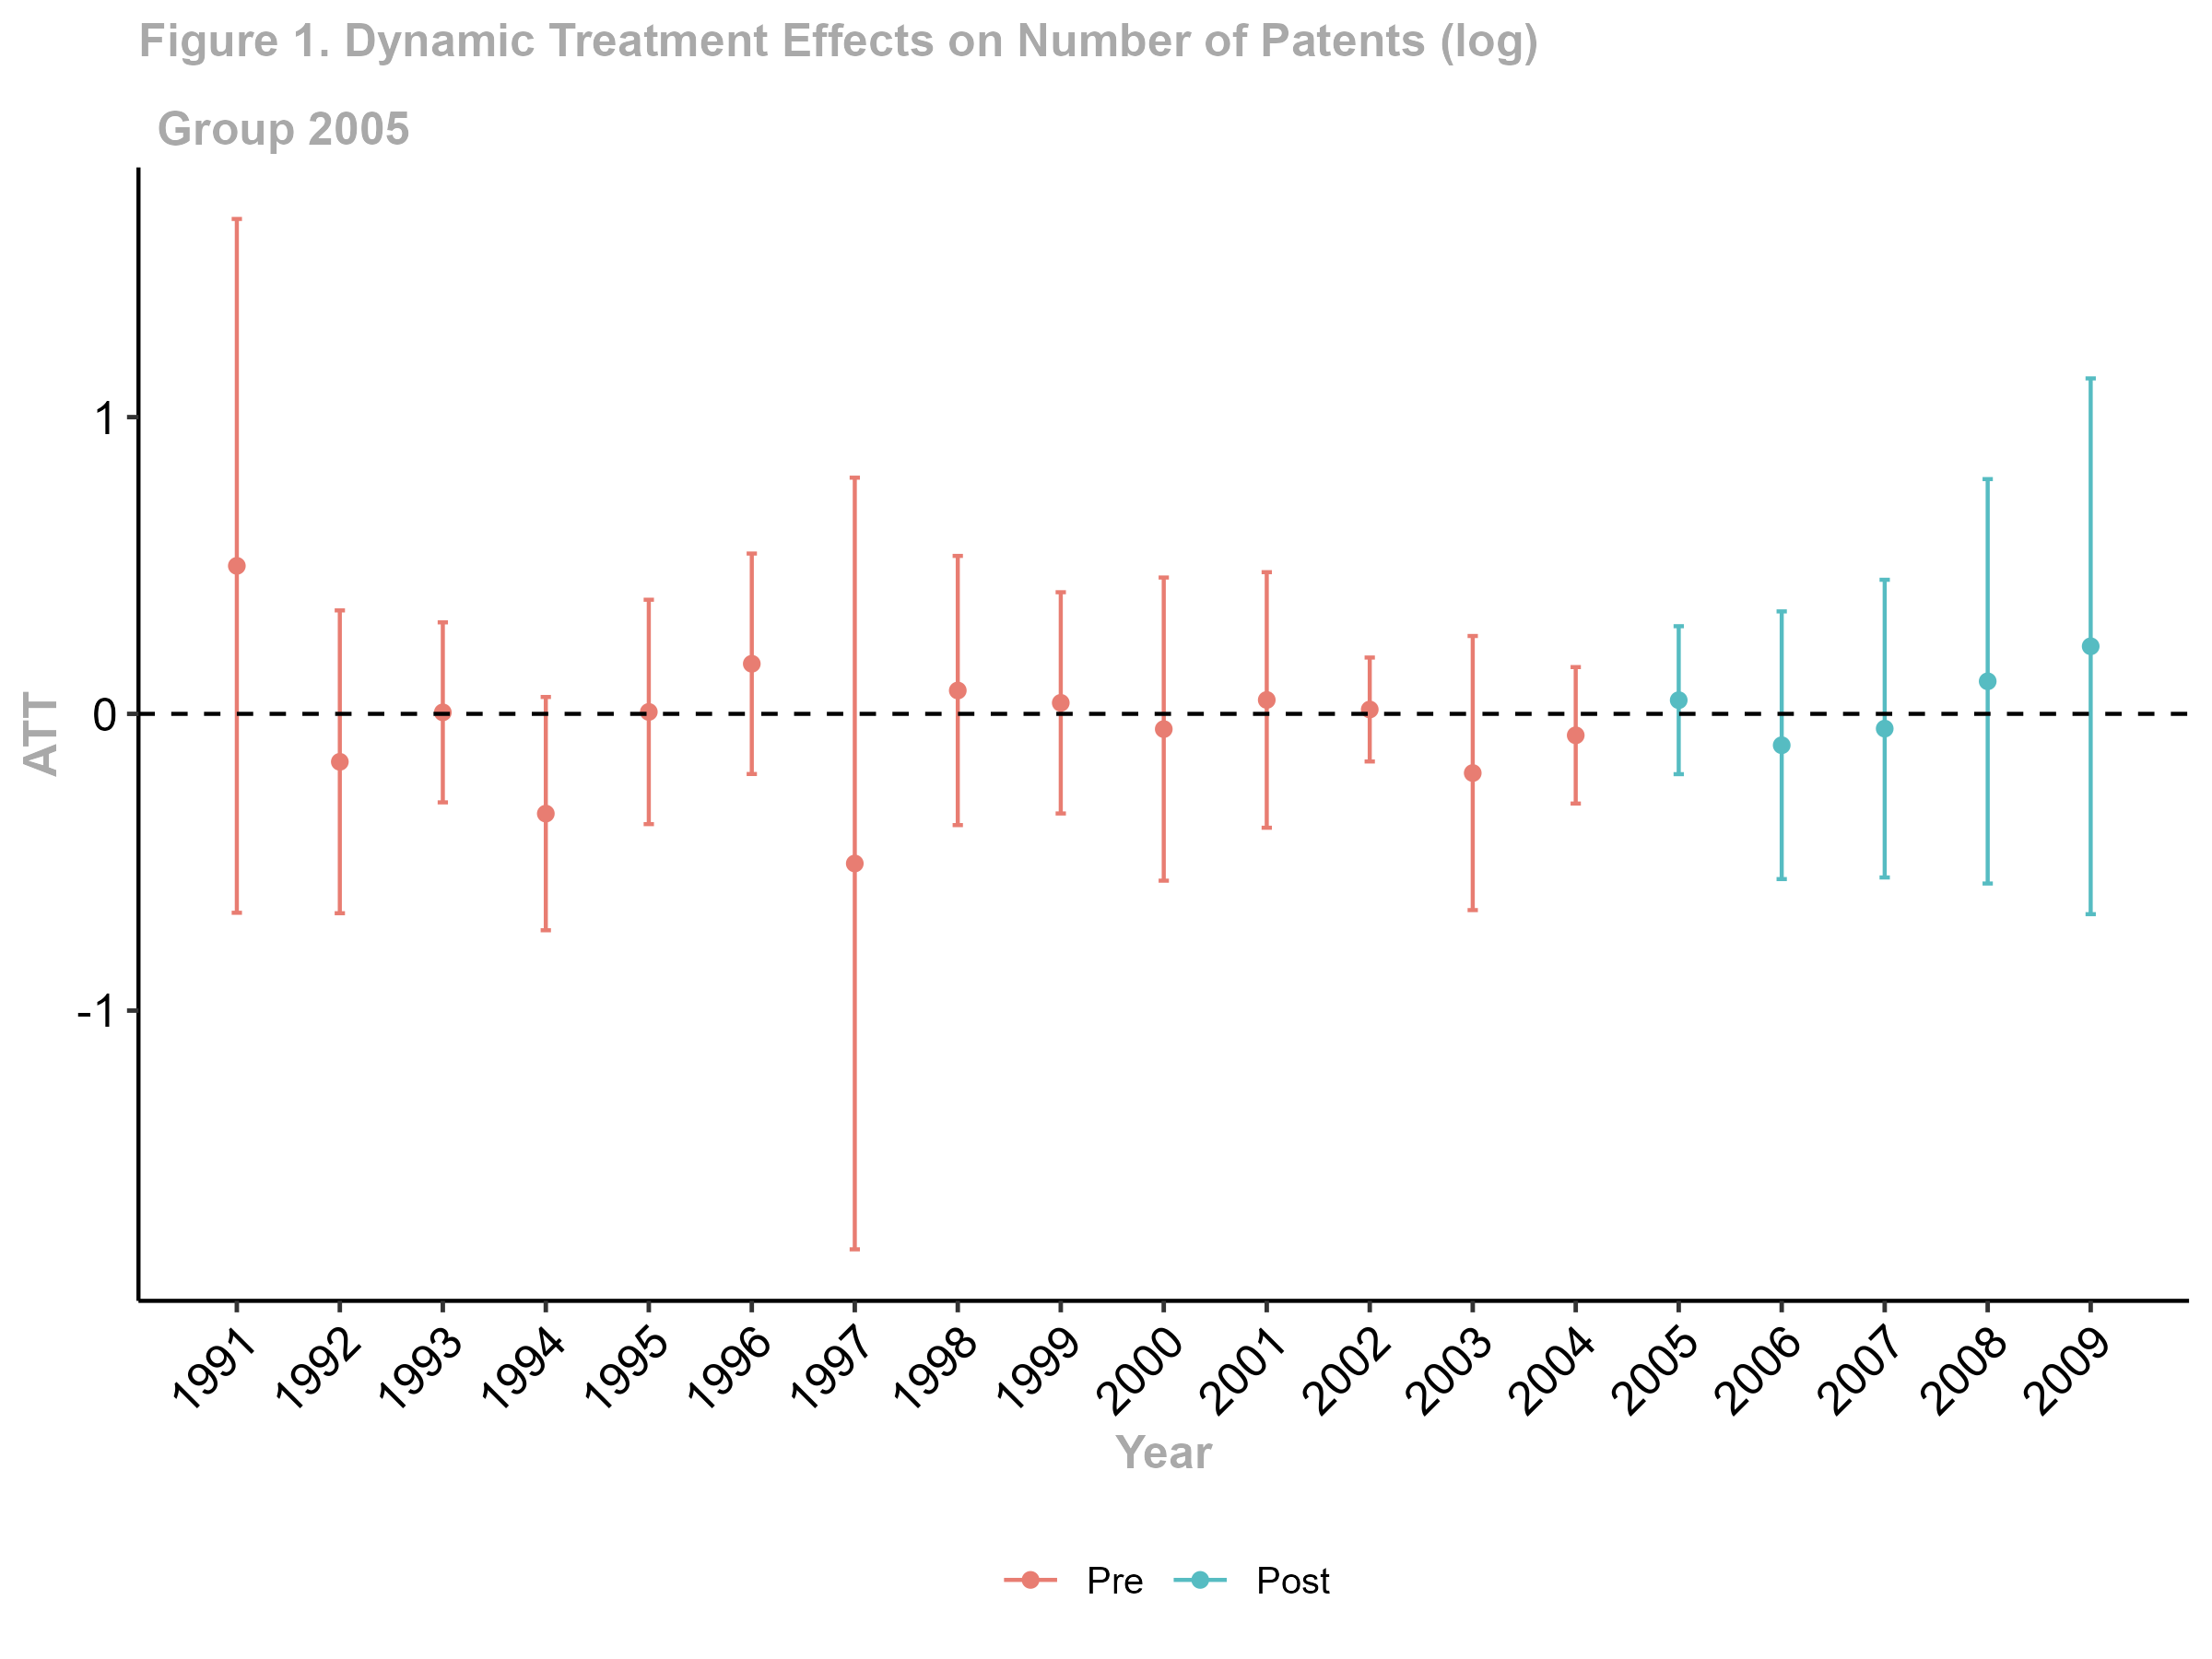 Figure 1. Dynamic Treatment Effects on Number of Patents (log)
Group 2005
1
0
-1
ATT
1991 1992 1993 1994 1995 1996 1997 1998 1999 2000 2001 2002 2003 2004 2005 2006 2007 2008 2009
Year
Pre Post